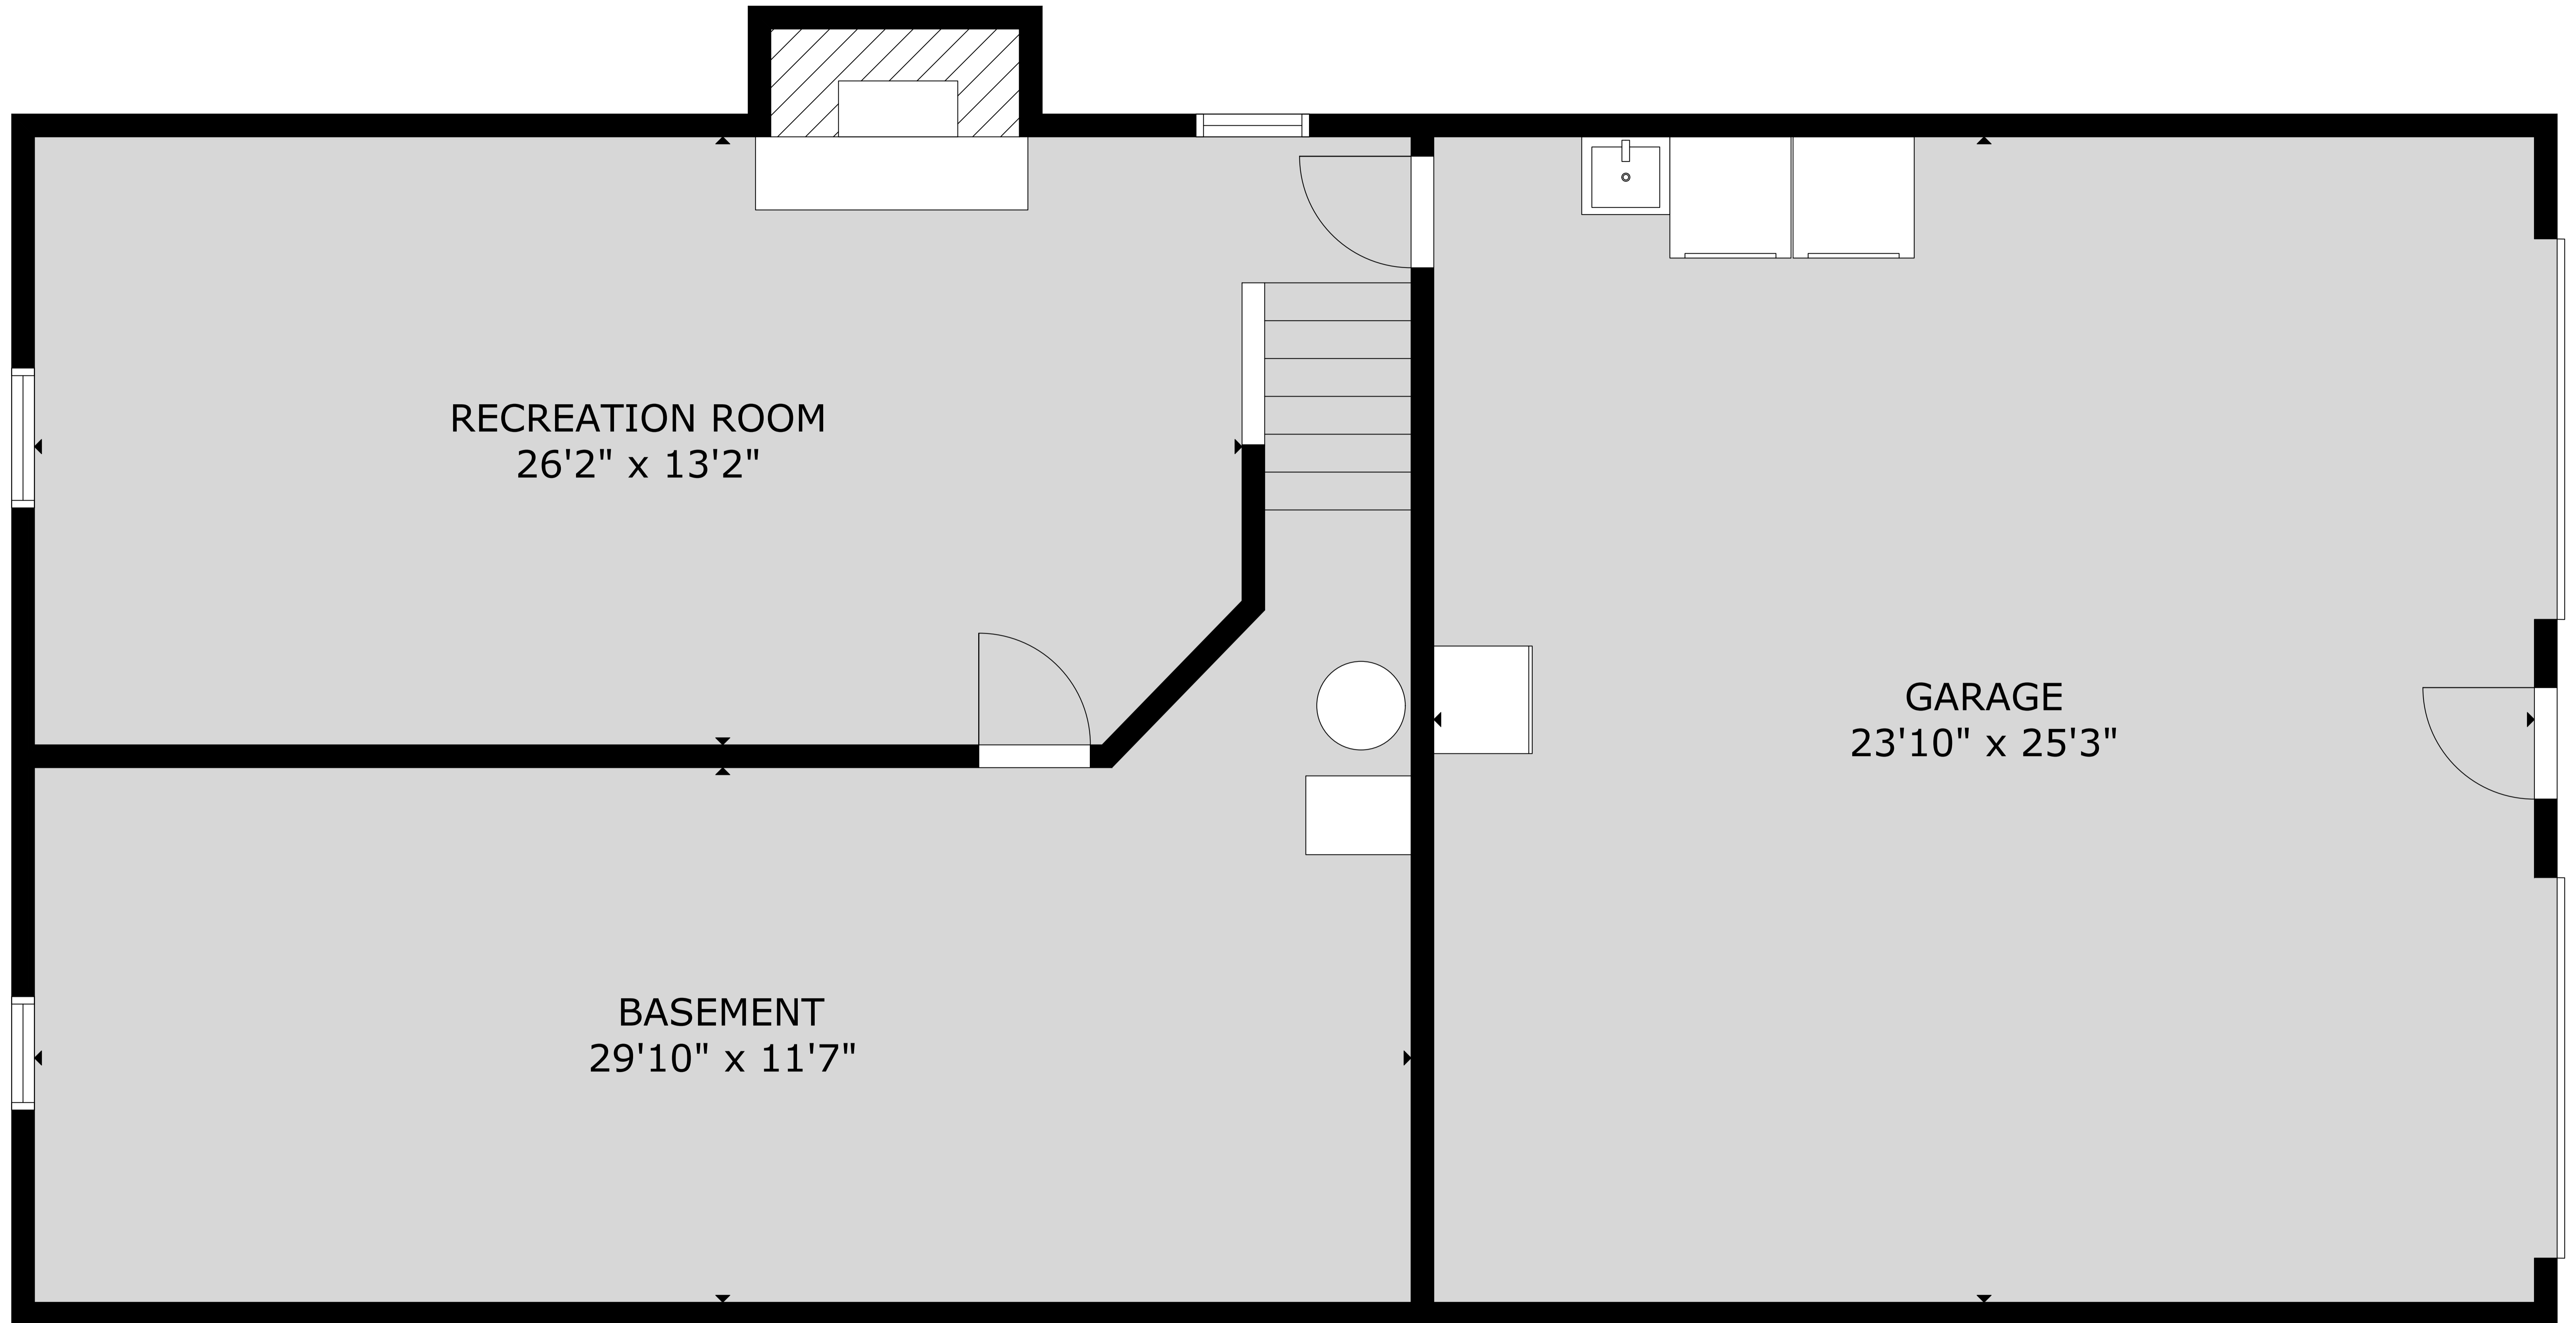 RECREATION ROOM
26'2" x 13'2"
GARAGE
23'10" x 25'3"
BASEMENT
29'10" x 11'7"